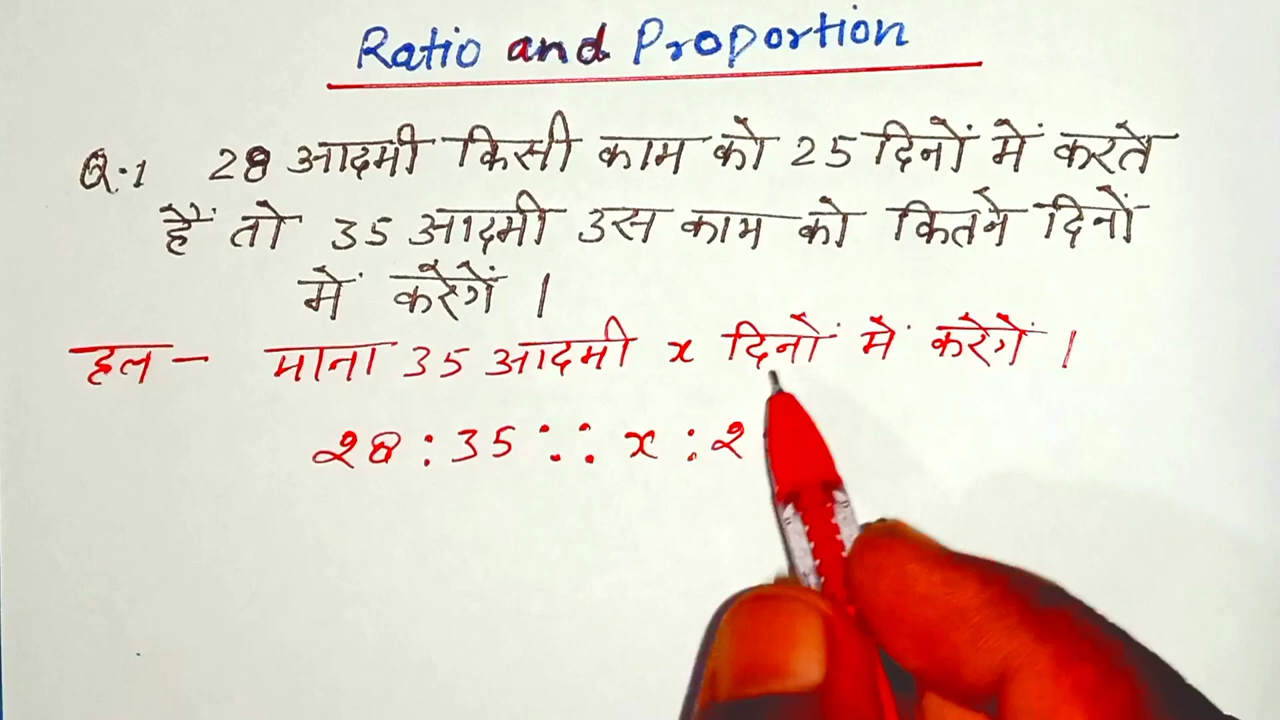 Ratio and Proportion
Q.1 28 आदमी किसी काम को 25 दिनों में करते
हैं तो 35 आदमी उस काम को कितने दिनों
में करेगें ।
हल - माना 35 आदमी x दिनों में करेगें ।
28 : 35 :: x : 2